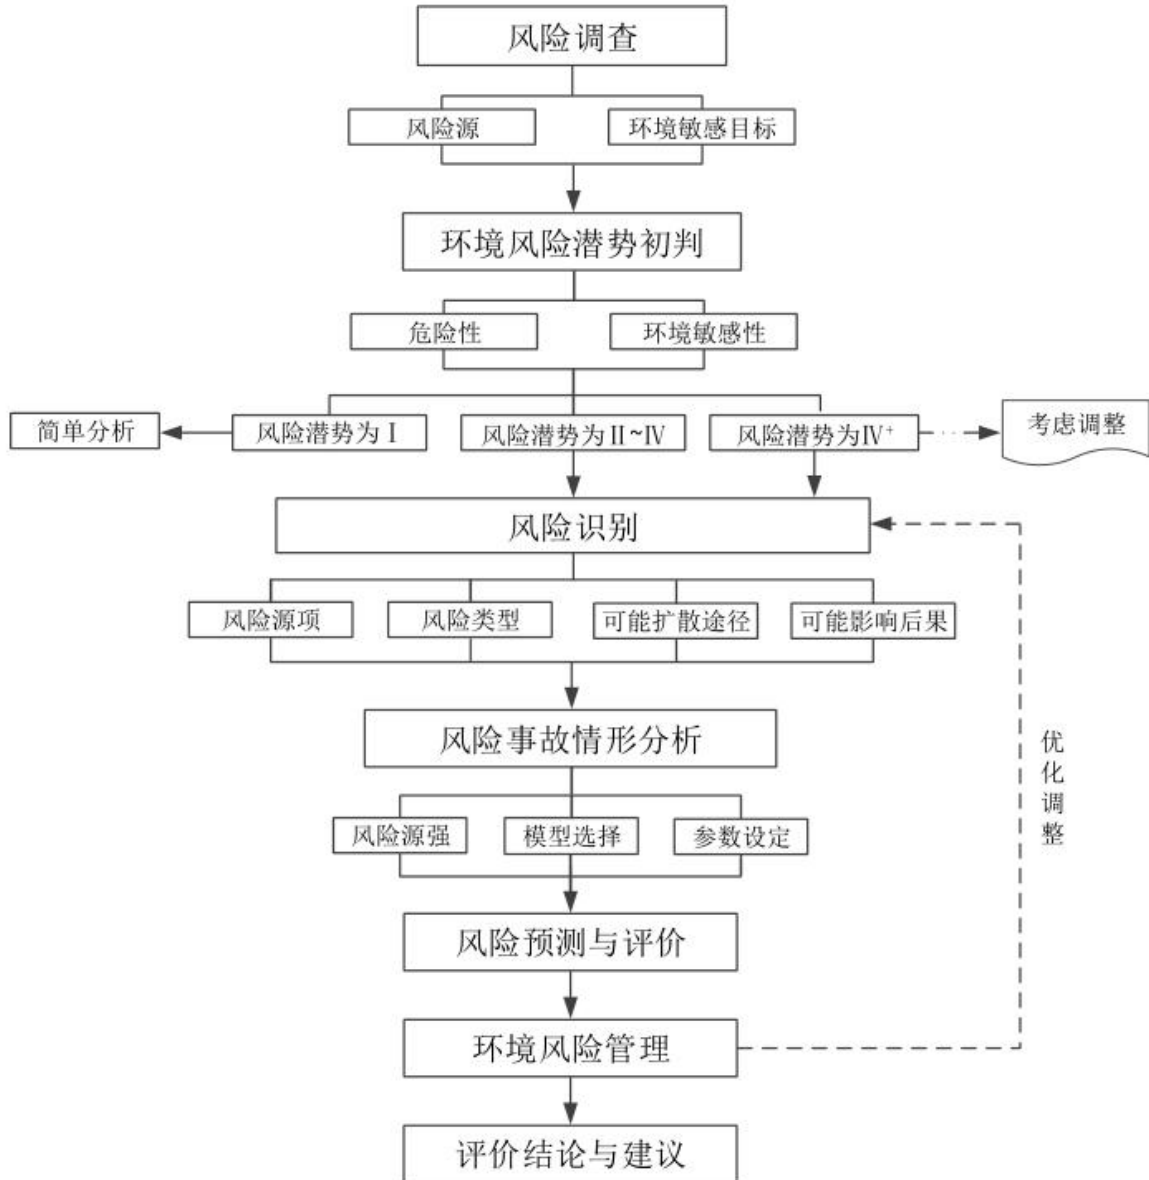 风险调查
风险源
环境敏感目标
环境风险潜势初判
危险性
环境敏感性
简单分析
风险潜势为Ⅰ
风险潜势为Ⅱ~Ⅳ
风险潜势为Ⅳ⁺
考虑调整
风险识别
风险源项
风险类型
可能扩散途径
可能影响后果
风险事故情形分析
风险源强
模型选择
参数设定
优化调整
风险预测与评价
环境风险管理
评价结论与建议